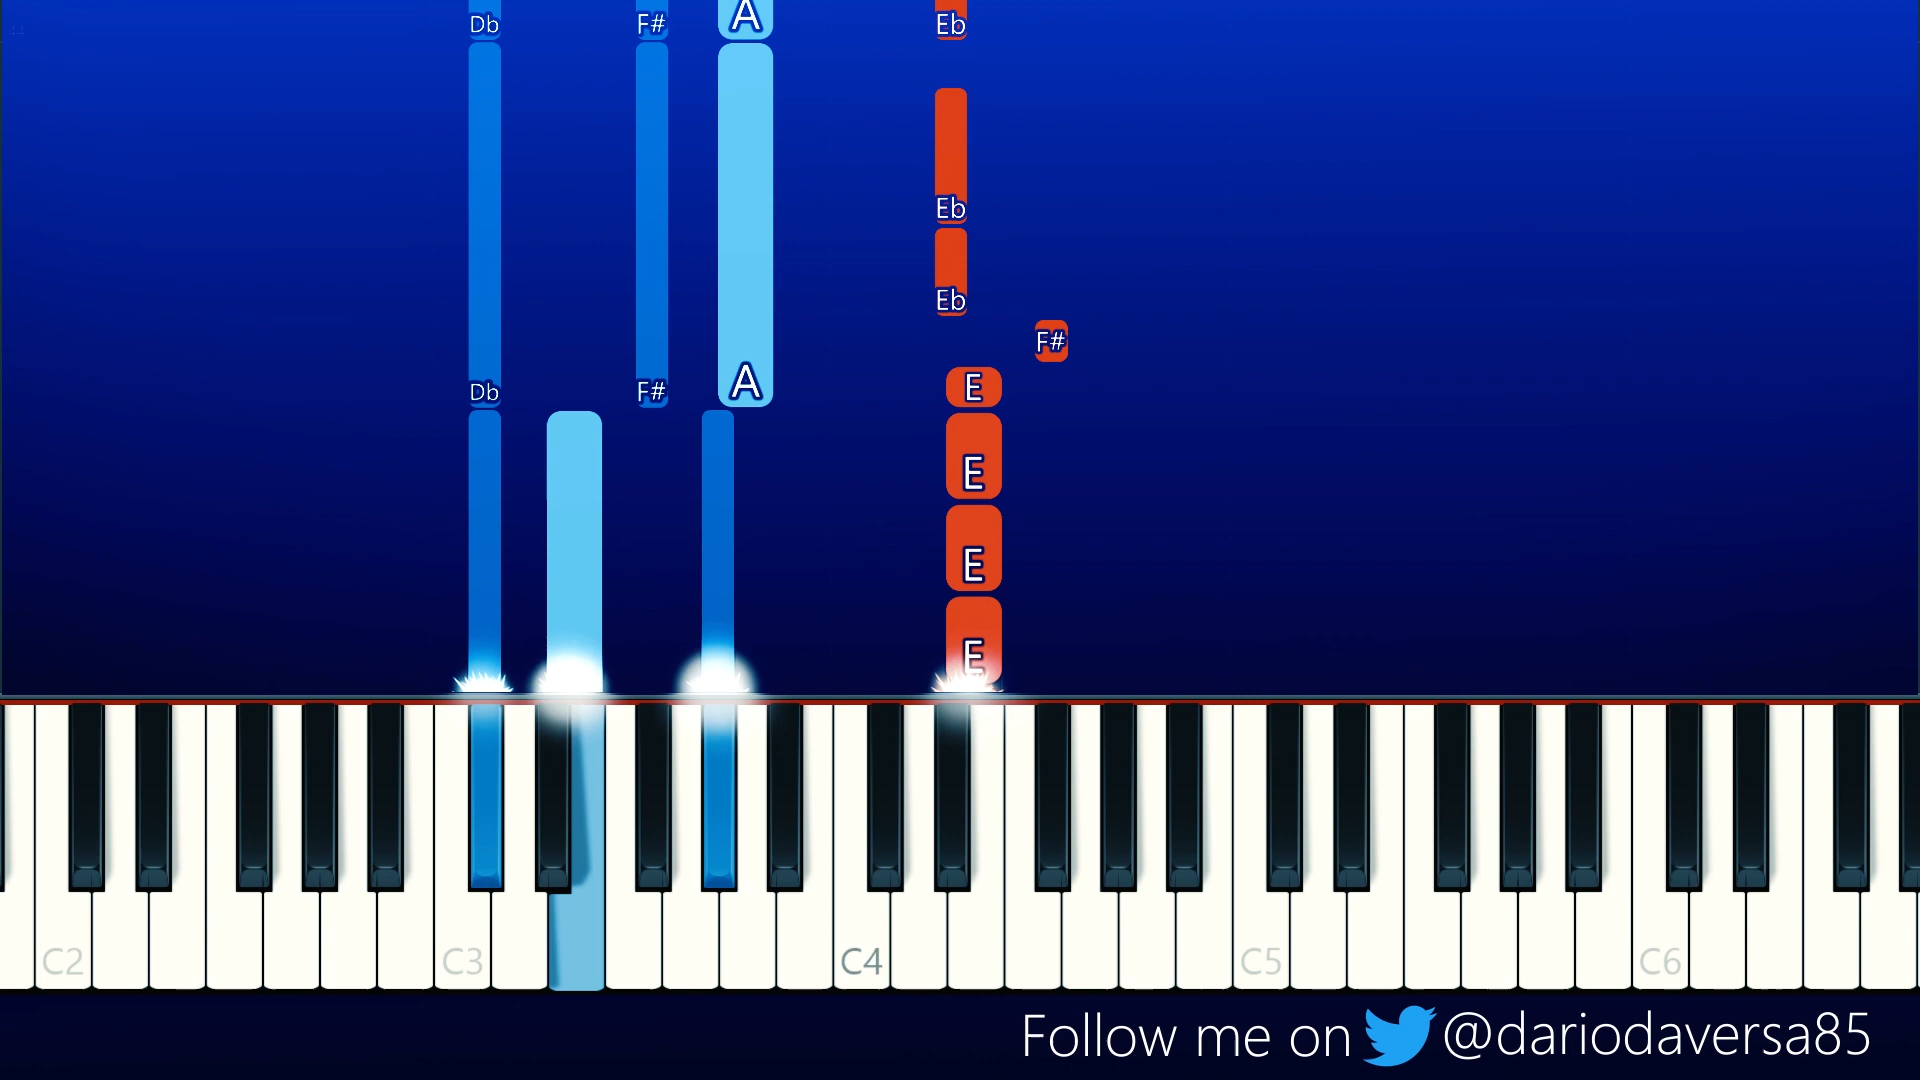 Db F# A Eb
Eb
Eb
F#
Db F# A E
E
E
E
C2 C3 C4 C5 C6
Follow me on @dariodaversa85